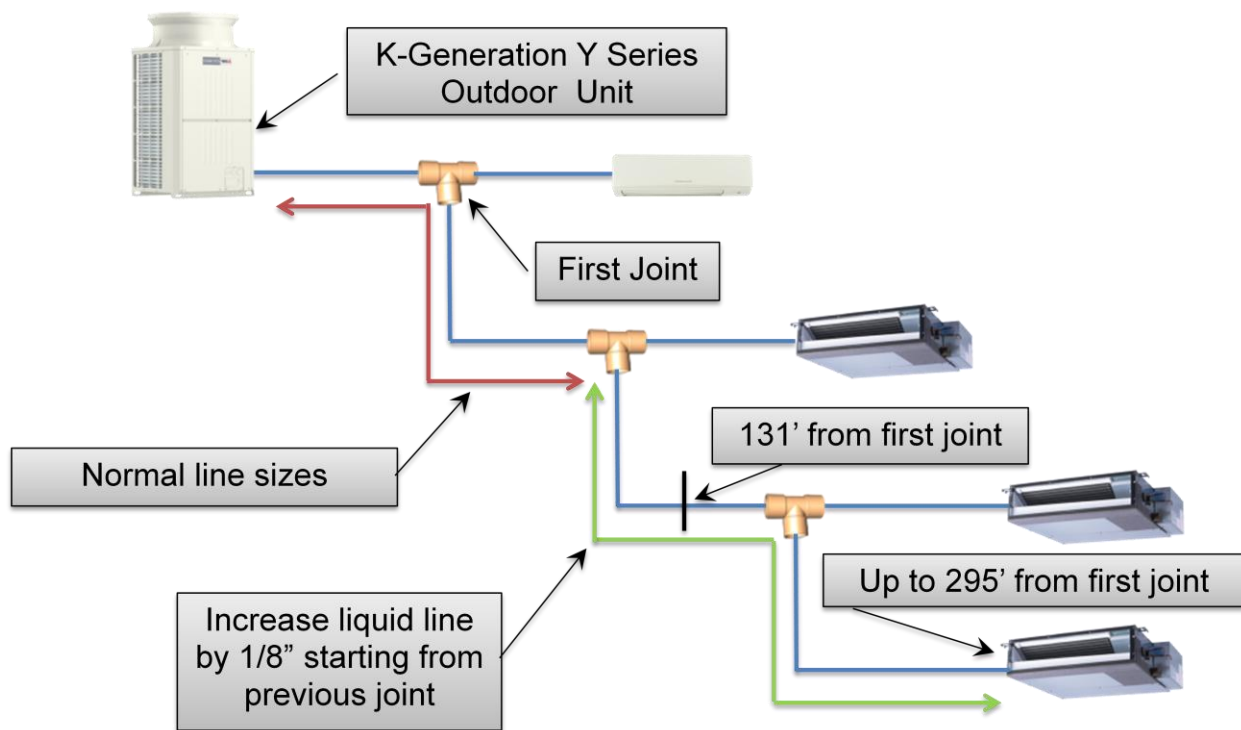 K-Generation Y Series
Outdoor Unit
First Joint
131’ from first joint
Normal line sizes
Up to 295’ from first joint
Increase liquid line
by 1/8” starting from
previous joint